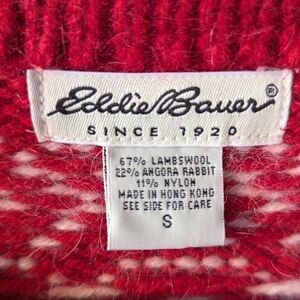 Eddie Bauer®
SINCE 1920
67% LAMBSWOOL
22% ANGORA RABBIT
11% NYLON
MADE IN HONG KONG
SEE SIDE FOR CARE
S